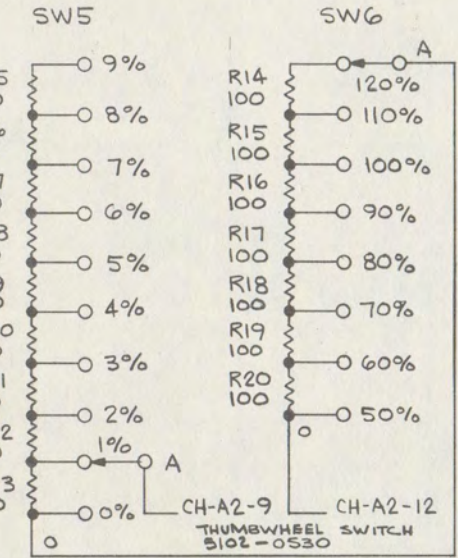 SW5
SW6
9%
8%
7%
6%
5%
4%
3%
2%
1%
A
0%
0
CH-A2-9
R14
100
R15
100
R16
100
R17
100
R18
100
R19
100
R20
100
A
120%
110%
100%
90%
80%
70%
60%
50%
0
CH-A2-12
THUMBWHEEL SWITCH
5102-0530